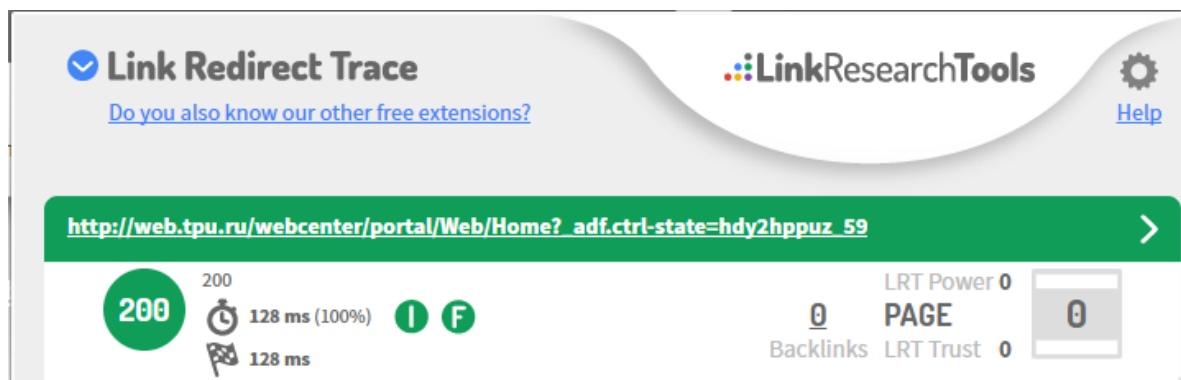 Link Redirect Trace
LinkResearchTools
Do you also know our other free extensions?
Help
http://web.tpu.ru/webcenter/portal/Web/Home?_adf.ctrl-state=hdy2hppuz_59
200
200
128 ms (100%)
I F
128 ms
0
Backlinks
LRT Power 0
PAGE
LRT Trust 0
0